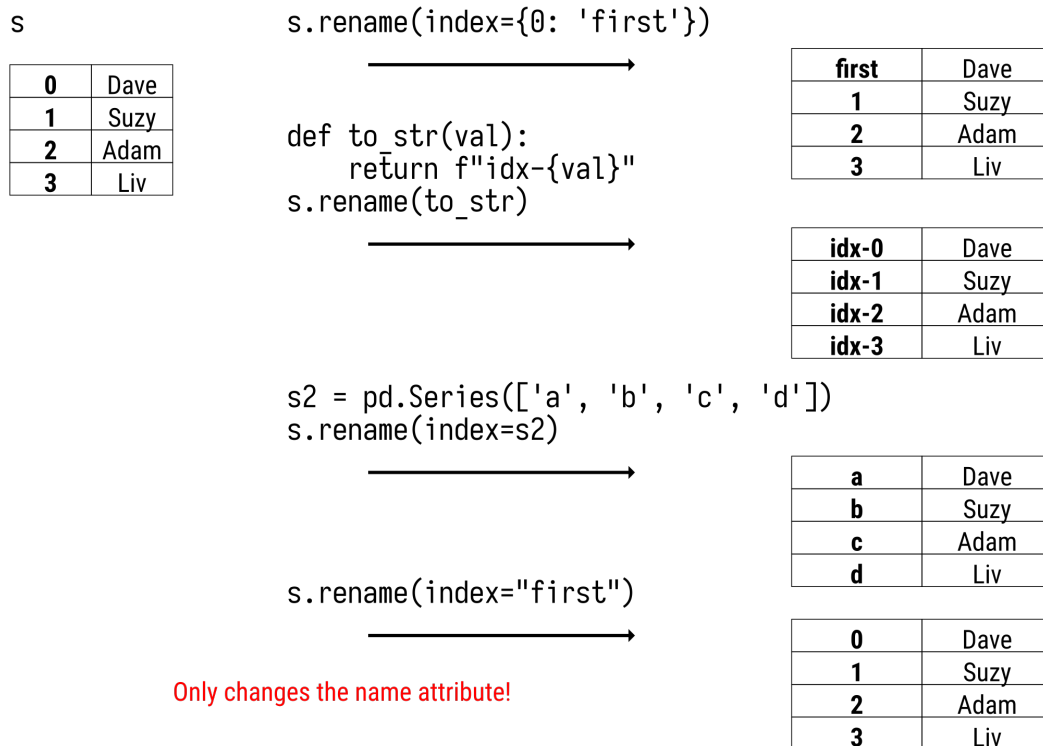 s
0 Dave
1 Suzy
2 Adam
3 Liv
s.rename(index={0: 'first'})
first Dave
1 Suzy
2 Adam
3 Liv
def to_str(val):
    return f"idx-{val}"
s.rename(to_str)
idx-0 Dave
idx-1 Suzy
idx-2 Adam
idx-3 Liv
s2 = pd.Series(['a', 'b', 'c', 'd'])
s.rename(index=s2)
a Dave
b Suzy
c Adam
d Liv
s.rename(index="first")
Only changes the name attribute!
0 Dave
1 Suzy
2 Adam
3 Liv